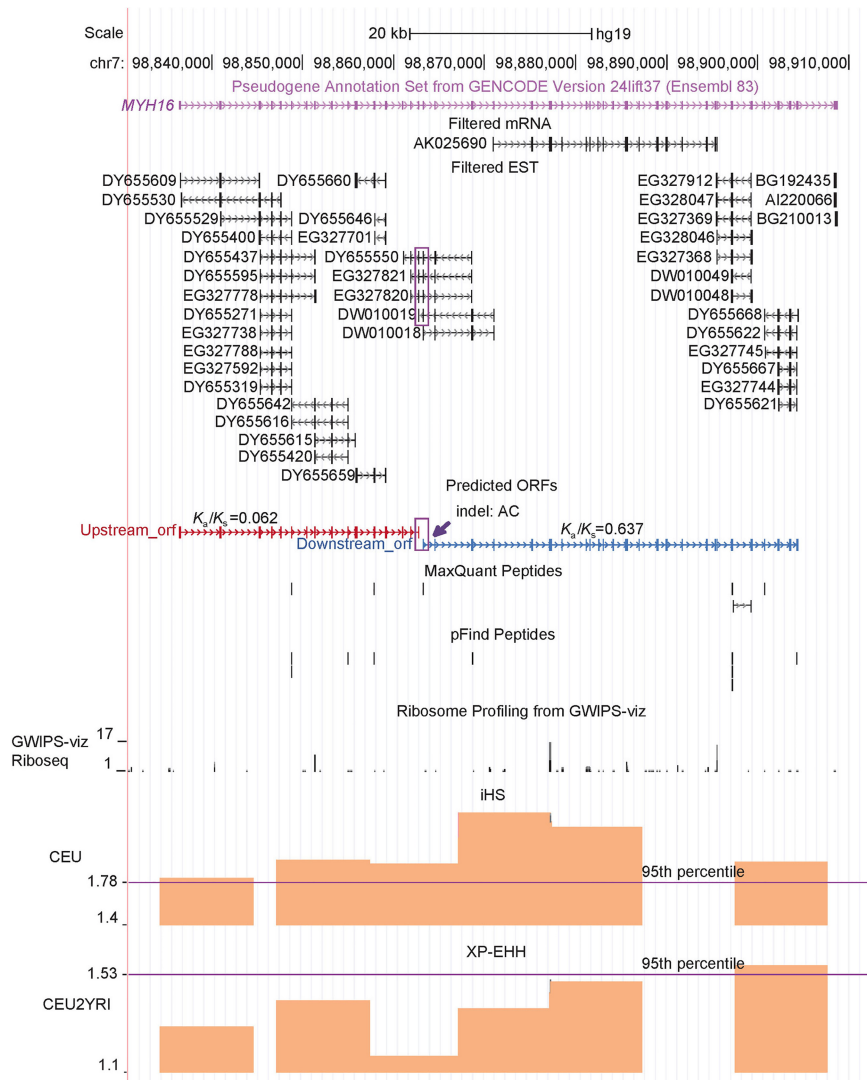 Scale 20 kb hg19
chr7: 98,840,000 98,850,000 98,860,000 98,870,000 98,880,000 98,890,000 98,900,000 98,910,000
Pseudogene Annotation Set from GENCODE Version 24lift37 (Ensembl 83)
MYH16
Filtered mRNA
AK025690
Filtered EST
DY655609 DY655660 EG327912 BG192435
DY655530 EG328047 AI220066
DY655529 DY655646 EG327369 BG210013
DY655400 EG327701 EG328046
DY655437 DY655550 EG327368
DY655595 EG327821 DW010049
EG327778 EG327820 DW010048
DY655271 DW010019 DY655668
EG327738 DW010018 DY655622
EG327788 EG327745
EG327592 DY655667
DY655319 EG327744
DY655642 DY655621
DY655616
DY655615
DY655420
DY655659
Predicted ORFs
indel: AC
Ka/Ks=0.062 Ka/Ks=0.637
Upstream_orf
Downstream_orf
MaxQuant Peptides
pFind Peptides
Ribosome Profiling from GWIPS-viz
17
GWIPS-viz
Riboseq 1
iHS
CEU
95th percentile
1.78
1.4
XP-EHH
95th percentile
1.53
CEU2YRI
1.1